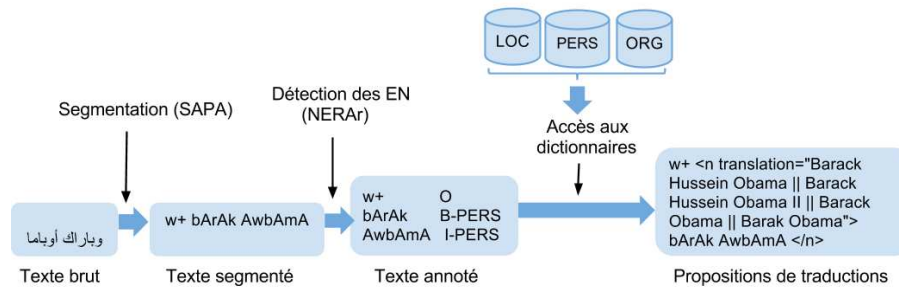 LOC PERS ORG
Segmentation (SAPA)
Détection des EN
(NERAr)
Accès aux
dictionnaires
وباراك أوباما
w+ bArAk AwbAmA
w+ O
bArAk B-PERS
AwbAmA I-PERS
w+ <n translation="Barack
Hussein Obama || Barack
Hussein Obama II || Barack
Obama || Barak Obama">
bArAk AwbAmA </n>
Texte brut
Texte segmenté
Texte annoté
Propositions de traductions